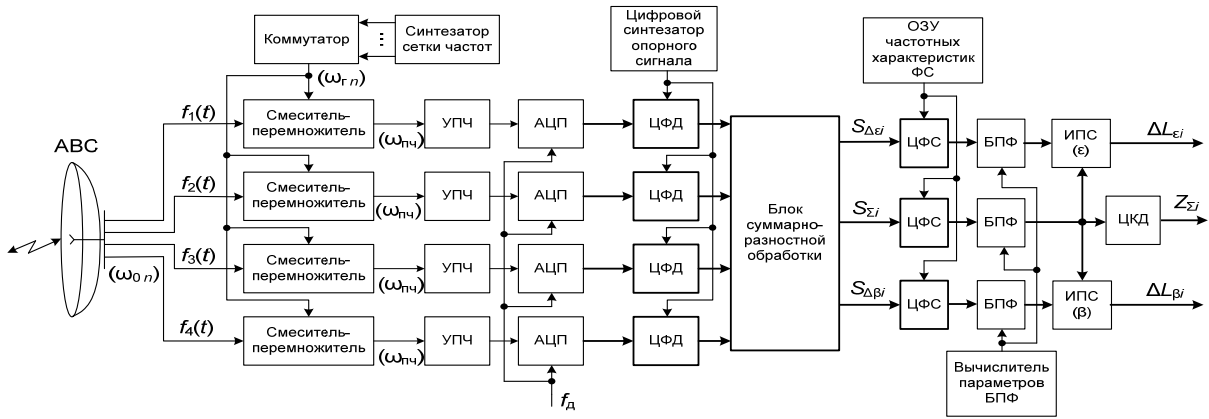 Коммутатор
Синтезатор
сетки частот
Цифровой
синтезатор
опорного
сигнала
ОЗУ
частотных
характеристик
ФС
(ωг n)
АВС
(ω0 n)
f1(t)
Смеситель-
перемножитель
(ωпч)
УПЧ
АЦП
ЦФД
f2(t)
Смеситель-
перемножитель
(ωпч)
УПЧ
АЦП
ЦФД
f3(t)
Смеситель-
перемножитель
(ωпч)
УПЧ
АЦП
ЦФД
f4(t)
Смеситель-
перемножитель
(ωпч)
УПЧ
АЦП
ЦФД
fд
Блок
суммарно-
разностной
обработки
SΔεi
ЦФС
БПФ
ИПС
(ε)
ΔLεi
SΣi
ЦФС
БПФ
ЦКД
ZΣi
SΔβi
ЦФС
БПФ
ИПС
(β)
ΔLβi
Вычислитель
параметров
БПФ